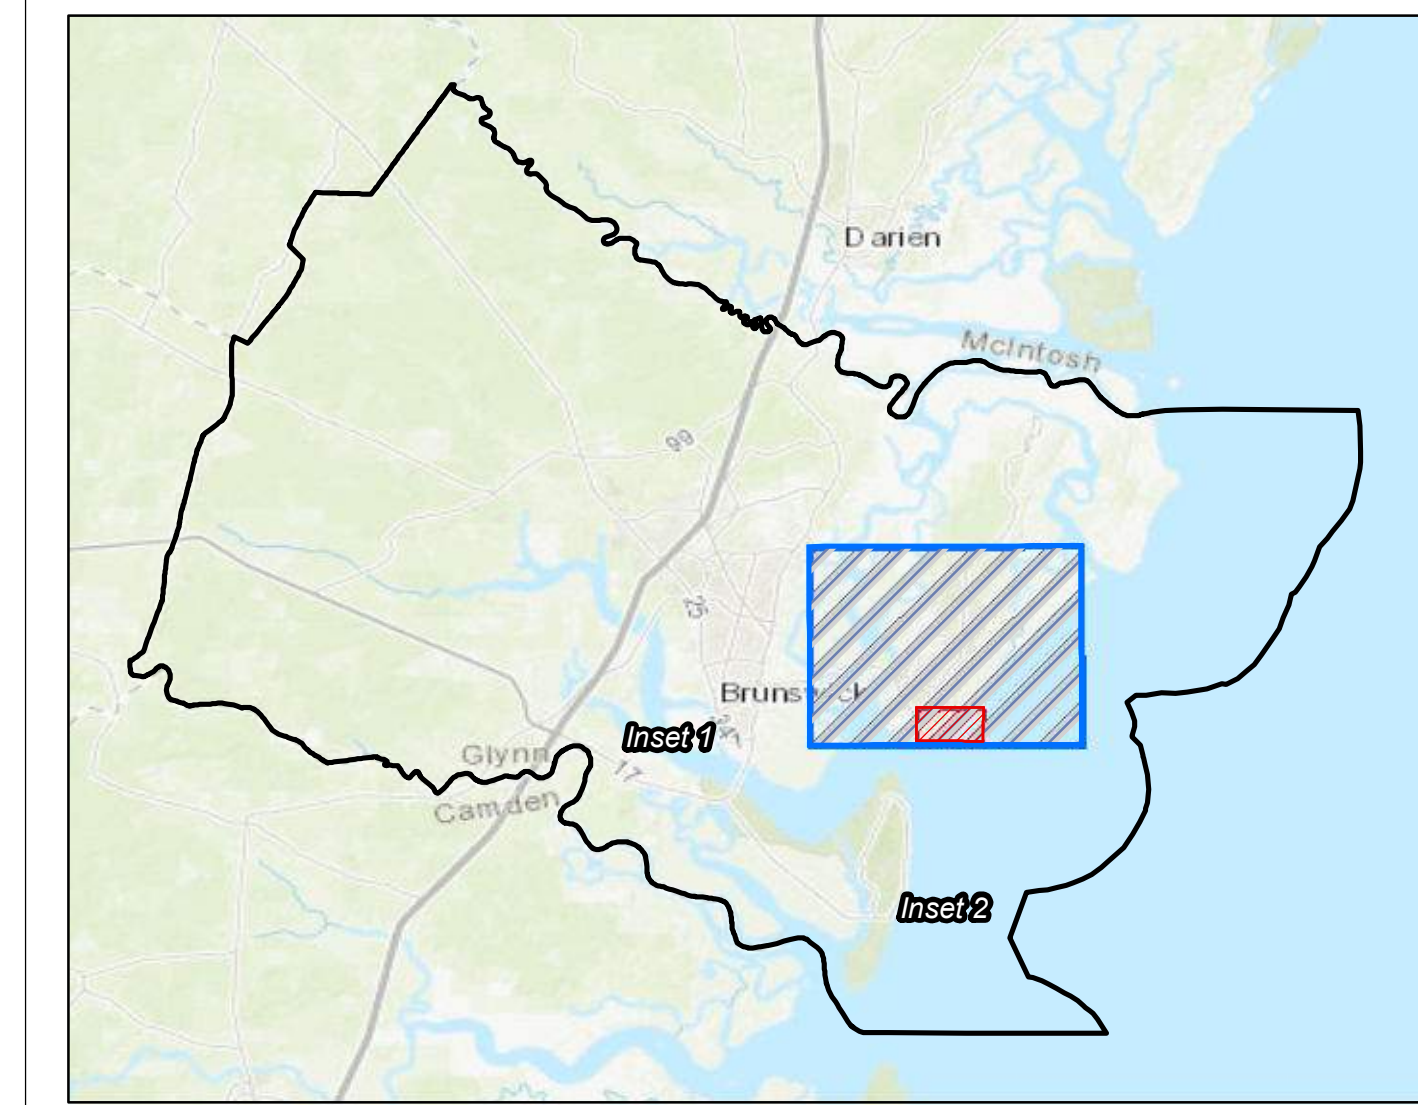 Darien
McIntosh
99
25
Brunswick
Inset 1
Glynn
17
Camden
Inset 2